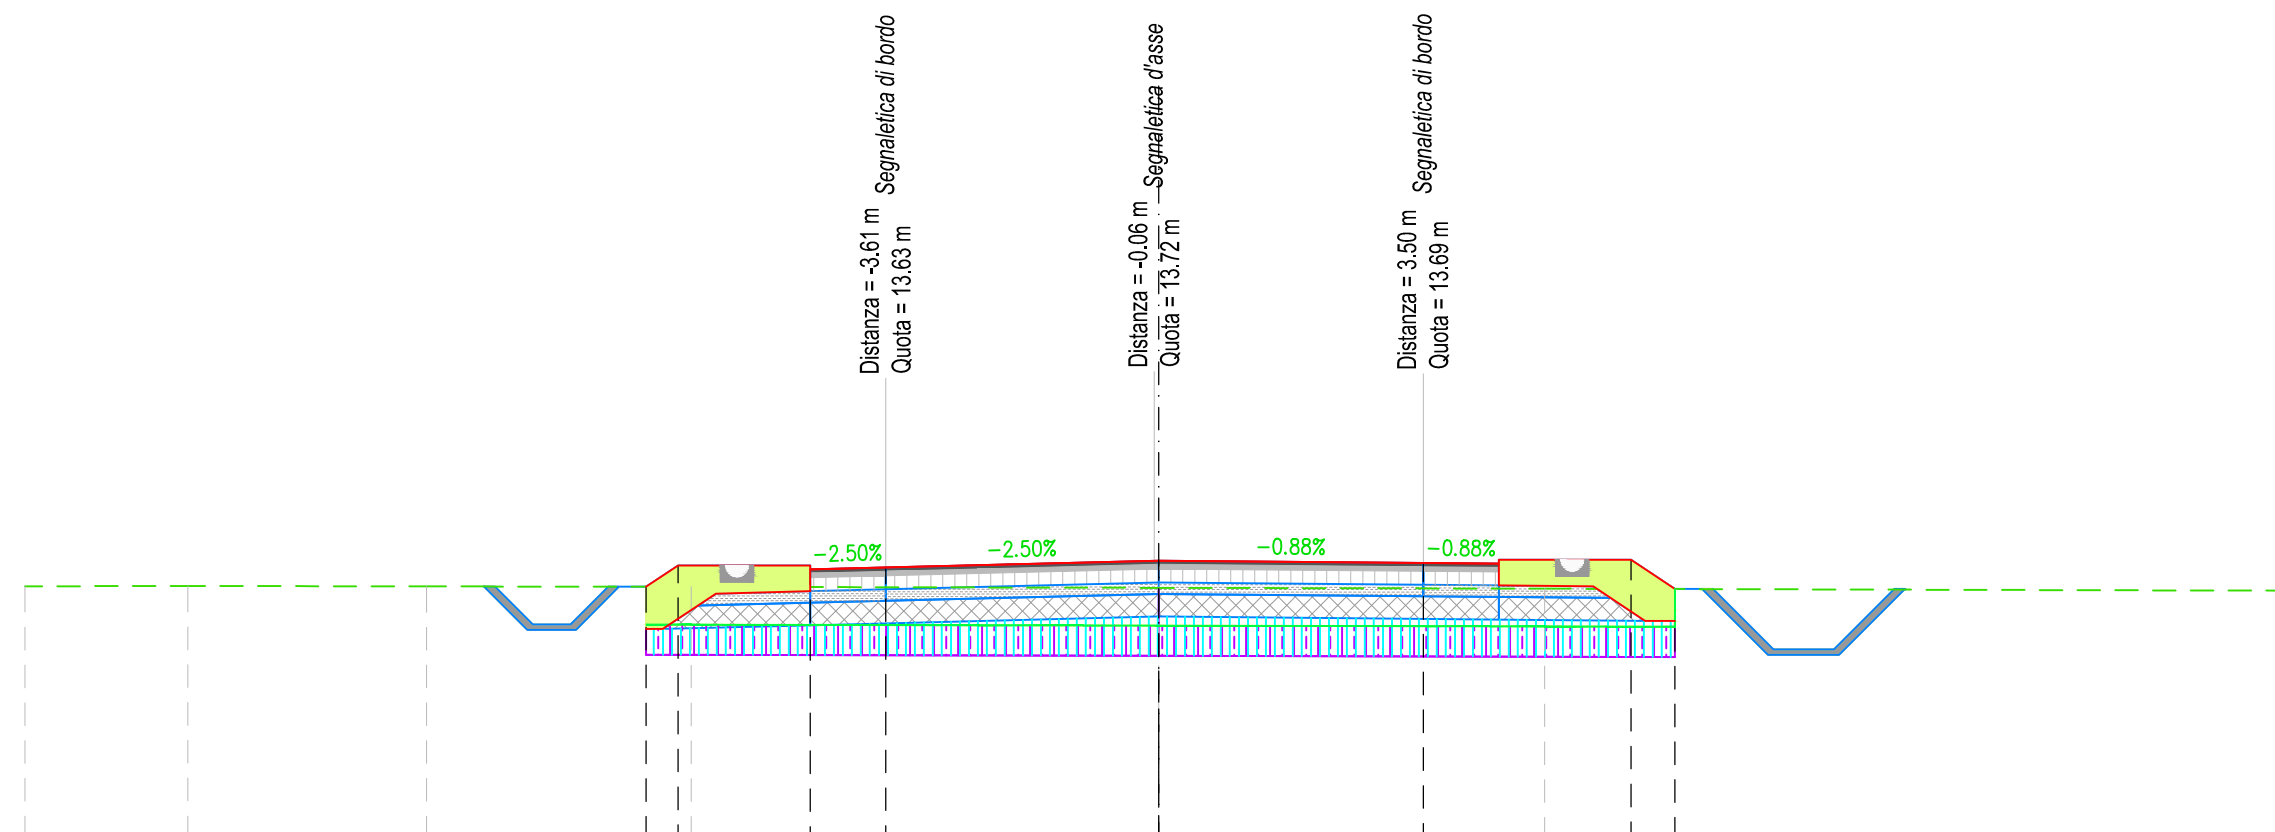 Segnaletica di bordo
Distanza = -3.61 m
Quota = 13.63 m
Segnaletica d'asse
Distanza = -0.06 m
Quota = 13.72 m
Segnaletica di bordo
Distanza = 3.50 m
Quota = 13.69 m
-2.50%
-2.50%
-0.88%
-0.88%